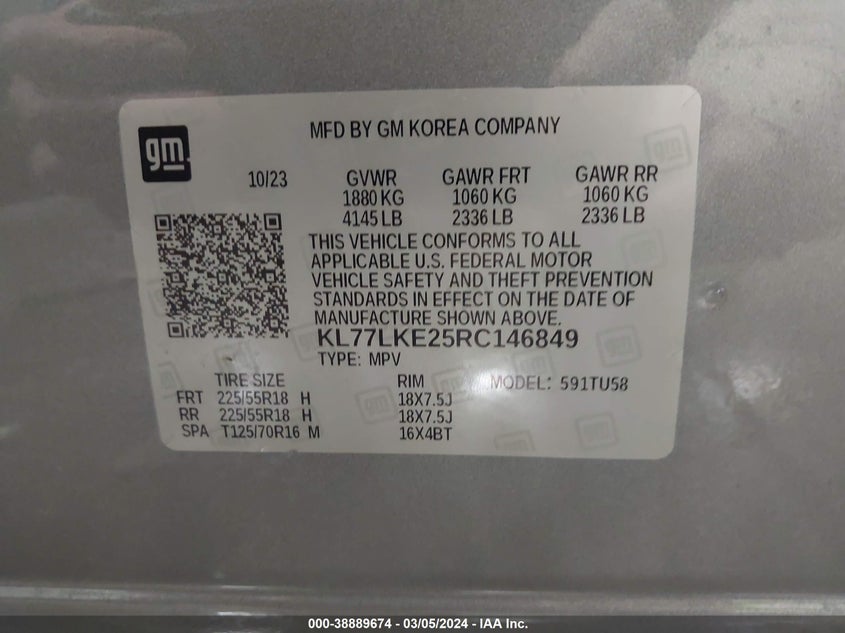 gm
MFD BY GM KOREA COMPANY
10/23 GVWR GAWR FRT GAWR RR
1880 KG 1060 KG 1060 KG
4145 LB 2336 LB 2336 LB
THIS VEHICLE CONFORMS TO ALL
APPLICABLE U.S. FEDERAL MOTOR
VEHICLE SAFETY AND THEFT PREVENTION
STANDARDS IN EFFECT ON THE DATE OF
MANUFACTURE SHOWN ABOVE.
KL77LKE25RC146849
TYPE: MPV
TIRE SIZE RIM MODEL: 591TU58
FRT 225/55R18 H 18X7.5J
RR 225/55R18 H 18X7.5J
SPA T125/70R16 M 16X4BT
000-38889674 - 03/05/2024 - IAA Inc.